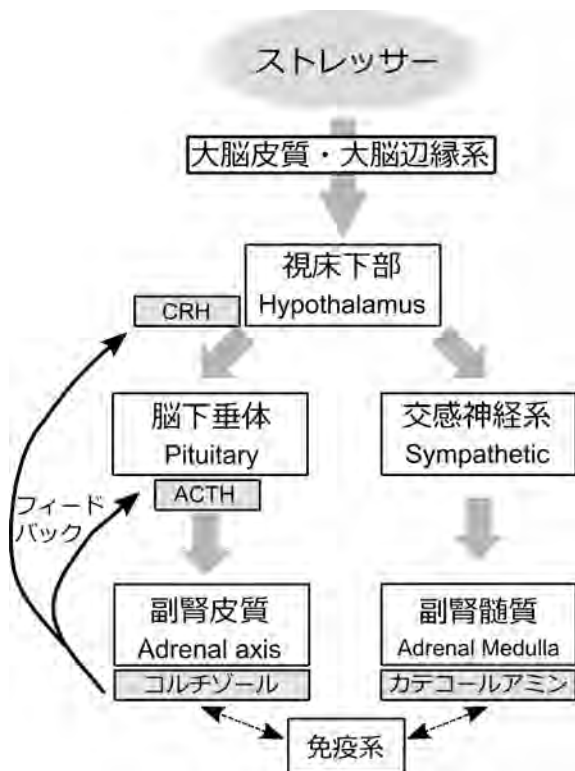 ストレッサー
大脳皮質・大脳辺縁系
視床下部
Hypothalamus
CRH
脳下垂体
Pituitary
ACTH
交感神経系
Sympathetic
フィード
バック
副腎皮質
Adrenal axis
コルチゾール
副腎髄質
Adrenal Medulla
カテコールアミン
免疫系